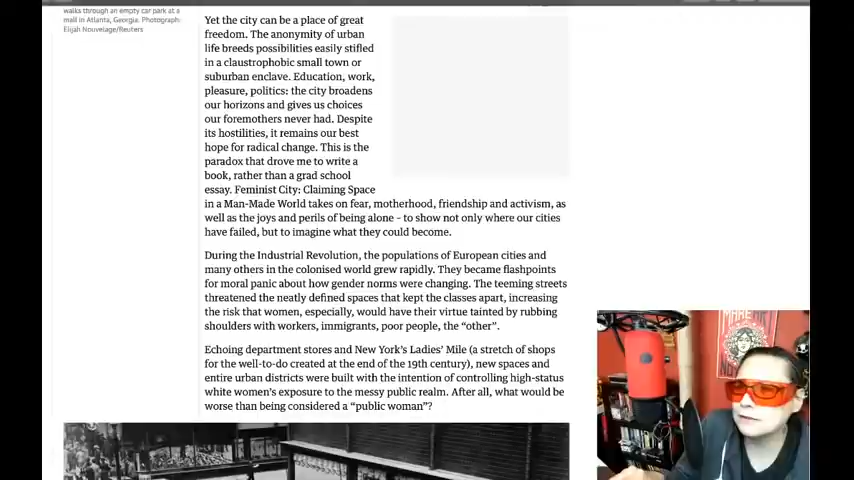 walks through an empty car park at a
mall in Atlanta, Georgia. Photograph:
Elijah Nouvelage/Reuters
Yet the city can be a place of great
freedom. The anonymity of urban
life breeds possibilities easily stifled
in a claustrophobic small town or
suburban enclave. Education, work,
pleasure, politics: the city broadens
our horizons and gives us choices
our foremothers never had. Despite
its hostilities, it remains our best
hope for radical change. This is the
paradox that drove me to write a
book, rather than a grad school
essay. Feminist City: Claiming Space
in a Man-Made World takes on fear, motherhood, friendship and activism, as
well as the joys and perils of being alone – to show not only where our cities
have failed, but to imagine what they could become.
During the Industrial Revolution, the populations of European cities and
many others in the colonised world grew rapidly. They became flashpoints
for moral panic about how gender norms were changing. The teeming streets
threatened the neatly defined spaces that kept the classes apart, increasing
the risk that women, especially, would have their virtue tainted by rubbing
shoulders with workers, immigrants, poor people, the “other”.
Echoing department stores and New York’s Ladies’ Mile (a stretch of shops
for the well-to-do created at the end of the 19th century), new spaces and
entire urban districts were built with the intention of controlling high-status
white women’s exposure to the messy public realm. After all, what would be
worse than being considered a “public woman”?
MAKE